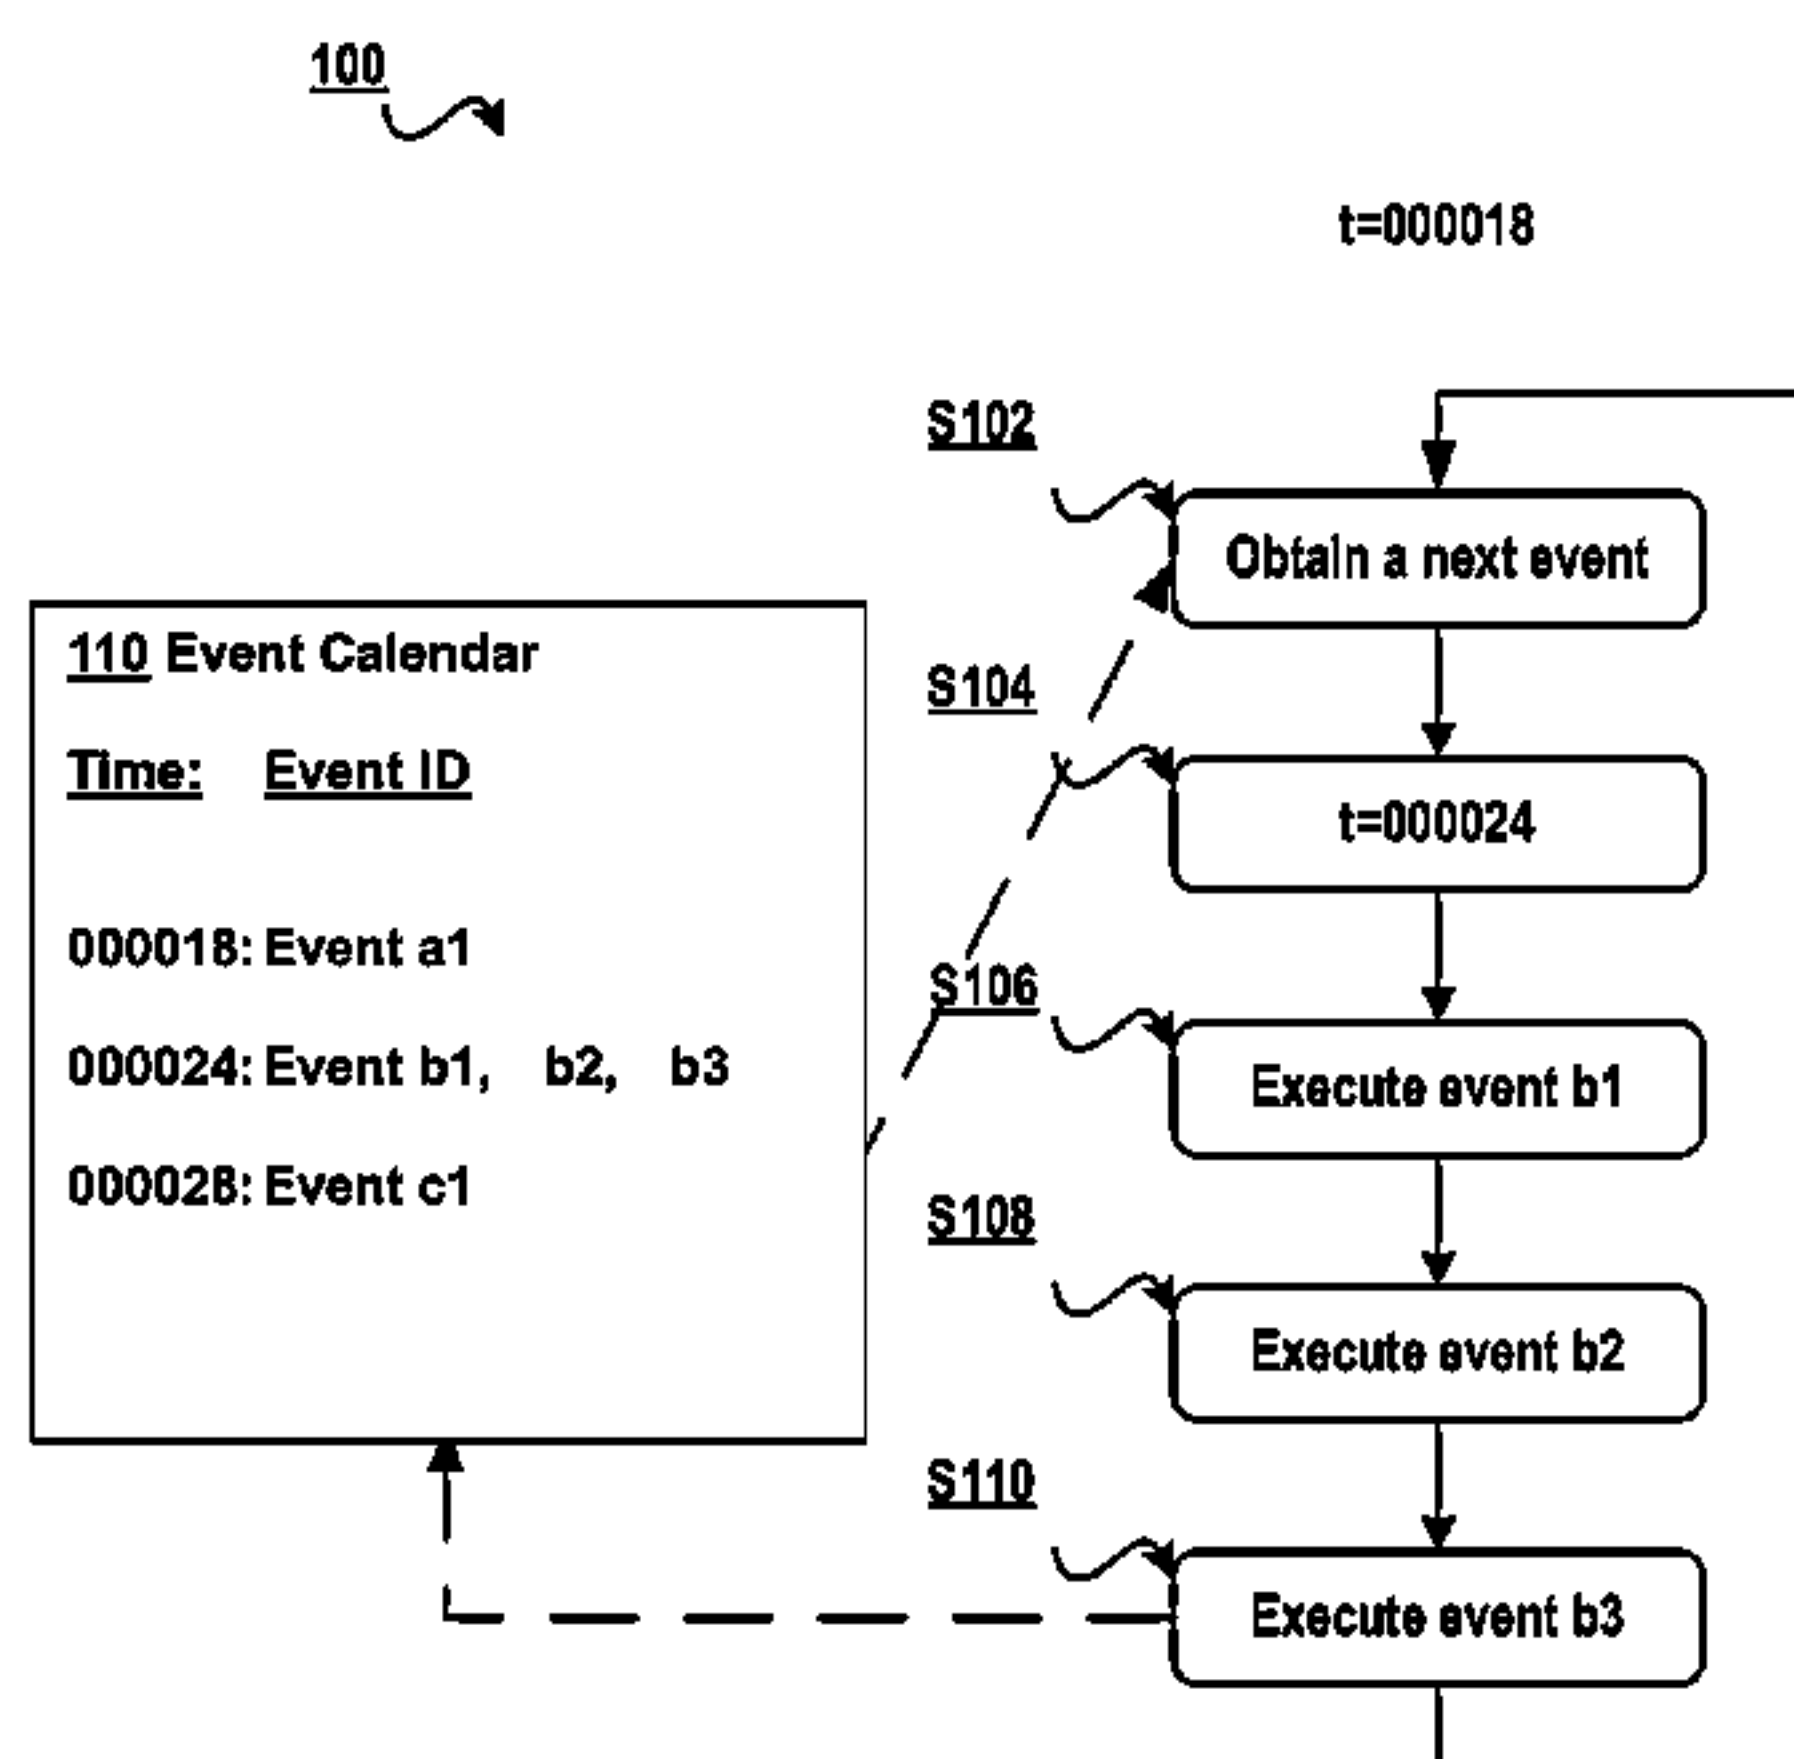 100
t=000018
S102
Obtain a next event
110 Event Calendar
Time: Event ID
000018: Event a1
000024: Event b1, b2, b3
000028: Event c1
S104
t=000024
S106
Execute event b1
S108
Execute event b2
S110
Execute event b3